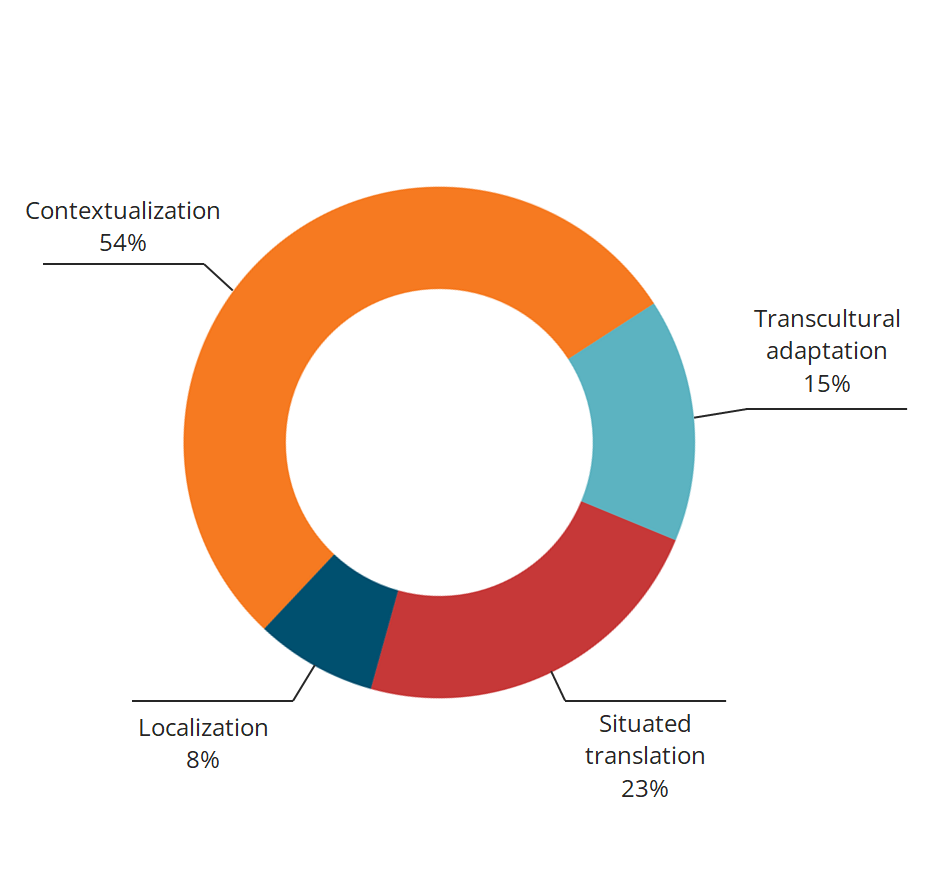 Contextualization
54%
Transcultural
adaptation
15%
Localization
8%
Situated
translation
23%